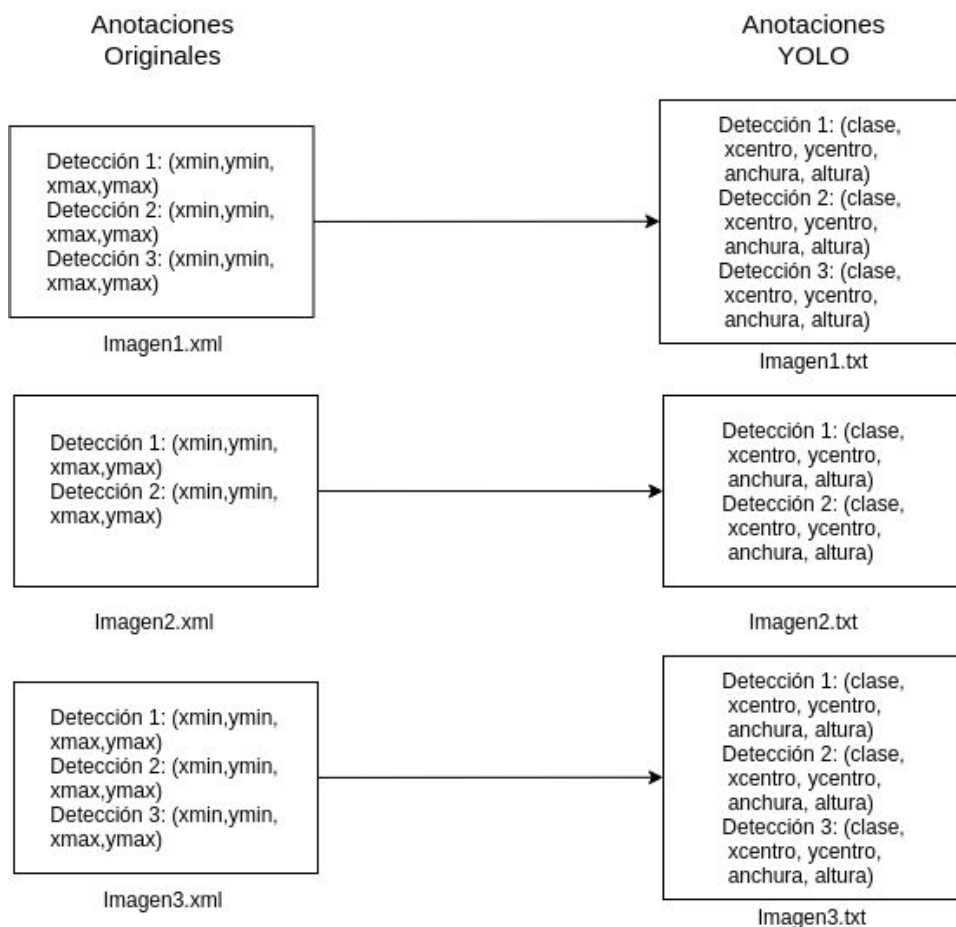 Anotaciones
Originales
Anotaciones
YOLO
Detección 1: (xmin,ymin,
xmax,ymax)
Detección 2: (xmin,ymin,
xmax,ymax)
Detección 3: (xmin,ymin,
xmax,ymax)
Imagen1.xml
Detección 1: (clase,
xcentro, ycentro,
anchura, altura)
Detección 2: (clase,
xcentro, ycentro,
anchura, altura)
Detección 3: (clase,
xcentro, ycentro,
anchura, altura)
Imagen1.txt
Detección 1: (xmin,ymin,
xmax,ymax)
Detección 2: (xmin,ymin,
xmax,ymax)
Imagen2.xml
Detección 1: (clase,
xcentro, ycentro,
anchura, altura)
Detección 2: (clase,
xcentro, ycentro,
anchura, altura)
Imagen2.txt
Detección 1: (xmin,ymin,
xmax,ymax)
Detección 2: (xmin,ymin,
xmax,ymax)
Detección 3: (xmin,ymin,
xmax,ymax)
Imagen3.xml
Detección 1: (clase,
xcentro, ycentro,
anchura, altura)
Detección 2: (clase,
xcentro, ycentro,
anchura, altura)
Detección 3: (clase,
xcentro, ycentro,
anchura, altura)
Imagen3.txt